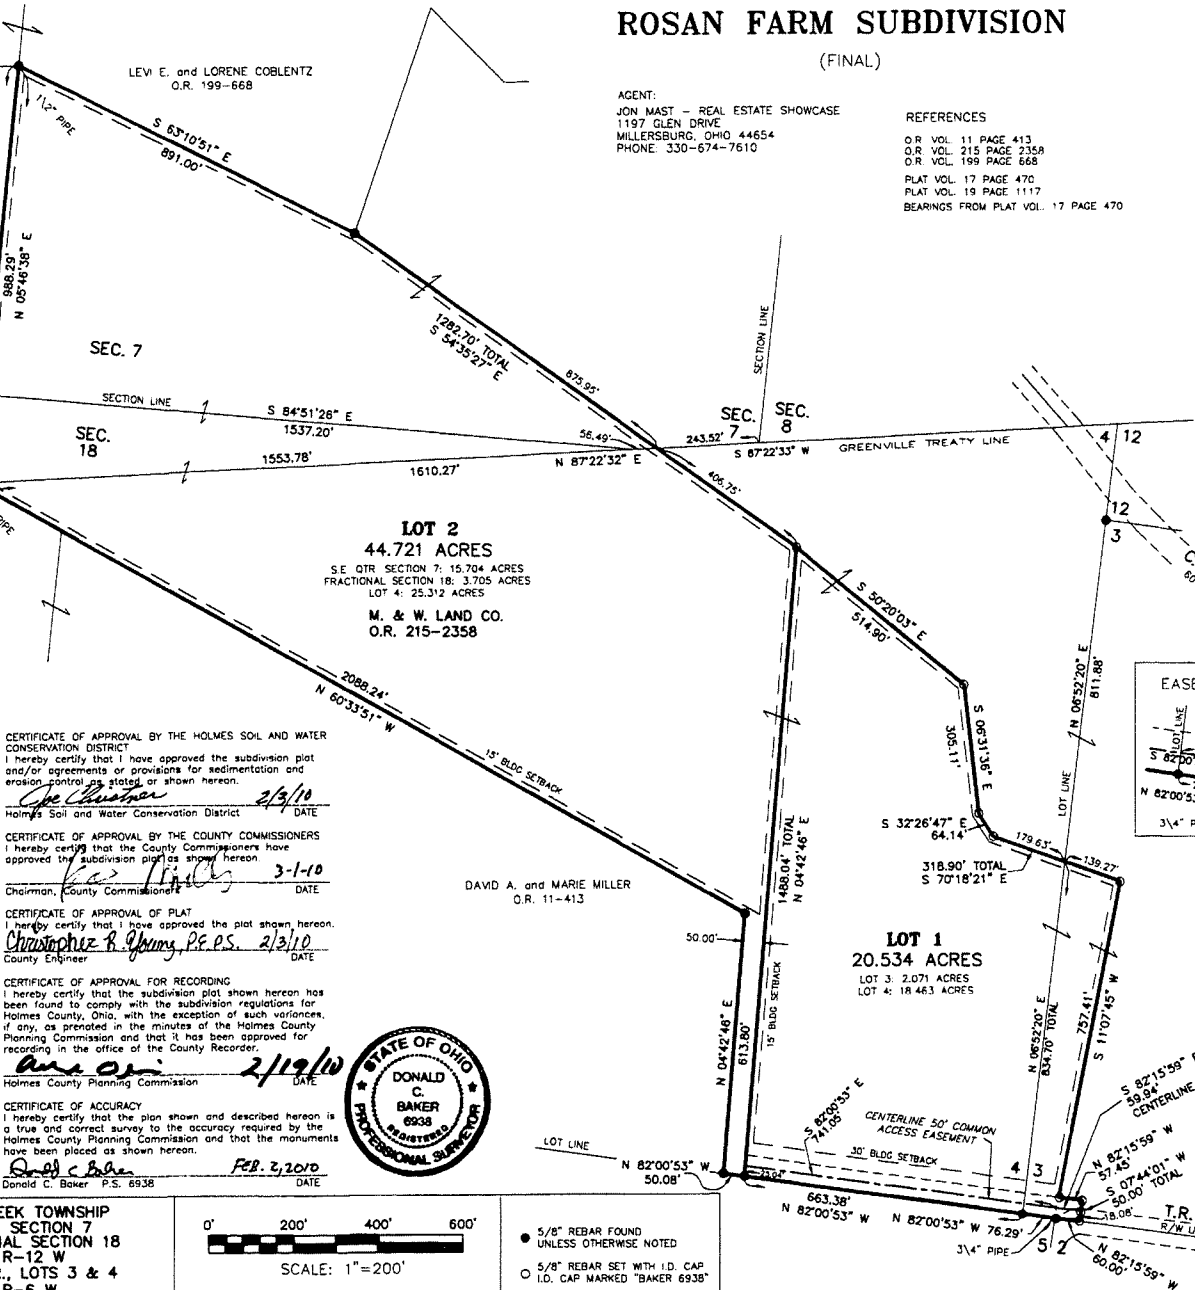 ROSAN FARM SUBDIVISION
(FINAL)
AGENT:
JON MAST – REAL ESTATE SHOWCASE
1197 GLEN DRIVE
MILLERSBURG, OHIO 44654
PHONE: 330-674-7610
REFERENCES
O.R. VOL. 11 PAGE 413
O.R. VOL. 215 PAGE 2358
O.R. VOL. 199 PAGE 668
PLAT VOL. 17 PAGE 470
PLAT VOL. 19 PAGE 1117
BEARINGS FROM PLAT VOL. 17 PAGE 470
LEVI E. and LORENE COBLENTZ
O.R. 199-668
1\2" PIPE
S 63°10'51" E
891.00'
988.29'
N 05°46'38" E
1282.70' TOTAL
S 54°35'27" E
875.95'
SEC. 7
SECTION LINE
S 84°51'26" E
1537.20'
SEC.
18
1553.78'
1610.27'
56.49'
N 87°22'32" E
SECTION LINE
SEC.
7
SEC.
8
243.52'
S 87°22'33" W
GREENVILLE TREATY LINE
4 12
12
3
406.75'
PIPE
LOT 2
44.721 ACRES
S.E. QTR SECTION 7: 15.704 ACRES
FRACTIONAL SECTION 18: 3.705 ACRES
LOT 4: 25.312 ACRES
M. & W. LAND CO.
O.R. 215-2358
S 50°20'03" E
514.90'
N 06°52'20" E
811.88'
2088.24'
N 60°33'51" W
15' BLDG SETBACK
S 06°31'36" E
305.11'
LOT LINE
EASE
LOT LINE
S 82°00'
N 82°00'5
3\4" P
S 32°26'47" E
64.14'
179.63'
139.27'
318.90' TOTAL
S 70°18'21" E
1488.04' TOTAL
N 04°42'46" E
DAVID A. and MARIE MILLER
O.R. 11-413
50.00'
LOT 1
20.534 ACRES
LOT 3: 2.071 ACRES
LOT 4: 18.463 ACRES
15' BLDG SETBACK
N 04°42'46" E
613.80'
N 06°52'20" E
834.70' TOTAL
757.41'
S 11°07'45" W
S 82°15'59" E
59.94'
CENTERLINE
S 82°00'53" E
741.05'
CENTERLINE 50' COMMON
ACCESS EASEMENT
30' BLDG SETBACK
LOT LINE
N 82°00'53" W
50.08'
25.04'
663.38'
N 82°00'53" W
N 82°00'53" W 76.29'
4 3
N 82°15'59" W
57.45'
S 07°44'01" W
50.00' TOTAL
18.08'
T.R.
R/W L
3\4" PIPE
5 2
N 82°15'59" W
60.00'
CERTIFICATE OF APPROVAL BY THE HOLMES SOIL AND WATER
CONSERVATION DISTRICT
I hereby certify that I have approved the subdivision plat
and/or agreements or provisions for sedimentation and
erosion control as stated or shown hereon.
2/3/10
Holmes Soil and Water Conservation District DATE
CERTIFICATE OF APPROVAL BY THE COUNTY COMMISSIONERS
I hereby certify that the County Commissioners have
approved the subdivision plat as shown hereon.
3-1-10
Chairman, County Commissioners DATE
CERTIFICATE OF APPROVAL OF PLAT
I hereby certify that I have approved the plat shown hereon.
Christopher R. Young, P.E.P.S. 2/3/10
County Engineer DATE
CERTIFICATE OF APPROVAL FOR RECORDING
I hereby certify that the subdivision plat shown hereon has
been found to comply with the subdivision regulations for
Holmes County, Ohio, with the exception of such variances,
if any, as prenated in the minutes of the Holmes County
Planning Commission and that it has been approved for
recording in the office of the County Recorder.
2/19/10
Holmes County Planning Commission DATE
CERTIFICATE OF ACCURACY
I hereby certify that the plan shown and described hereon is
a true and correct survey to the accuracy required by the
Holmes County Planning Commission and that the monuments
have been placed as shown hereon.
Donald C Baker FEB. 2, 2010
Donald C. Baker P.S. 6938 DATE
STATE OF OHIO
DONALD
C.
BAKER
6938
REGISTERED
PROFESSIONAL SURVEYOR
EEK TOWNSHIP
SECTION 7
AL SECTION 18
R-12 W
., LOTS 3 & 4
0' 200' 400' 600'
SCALE: 1"=200'
5/8" REBAR FOUND
UNLESS OTHERWISE NOTED
5/8" REBAR SET WITH I.D. CAP
I.D. CAP MARKED "BAKER 6938"